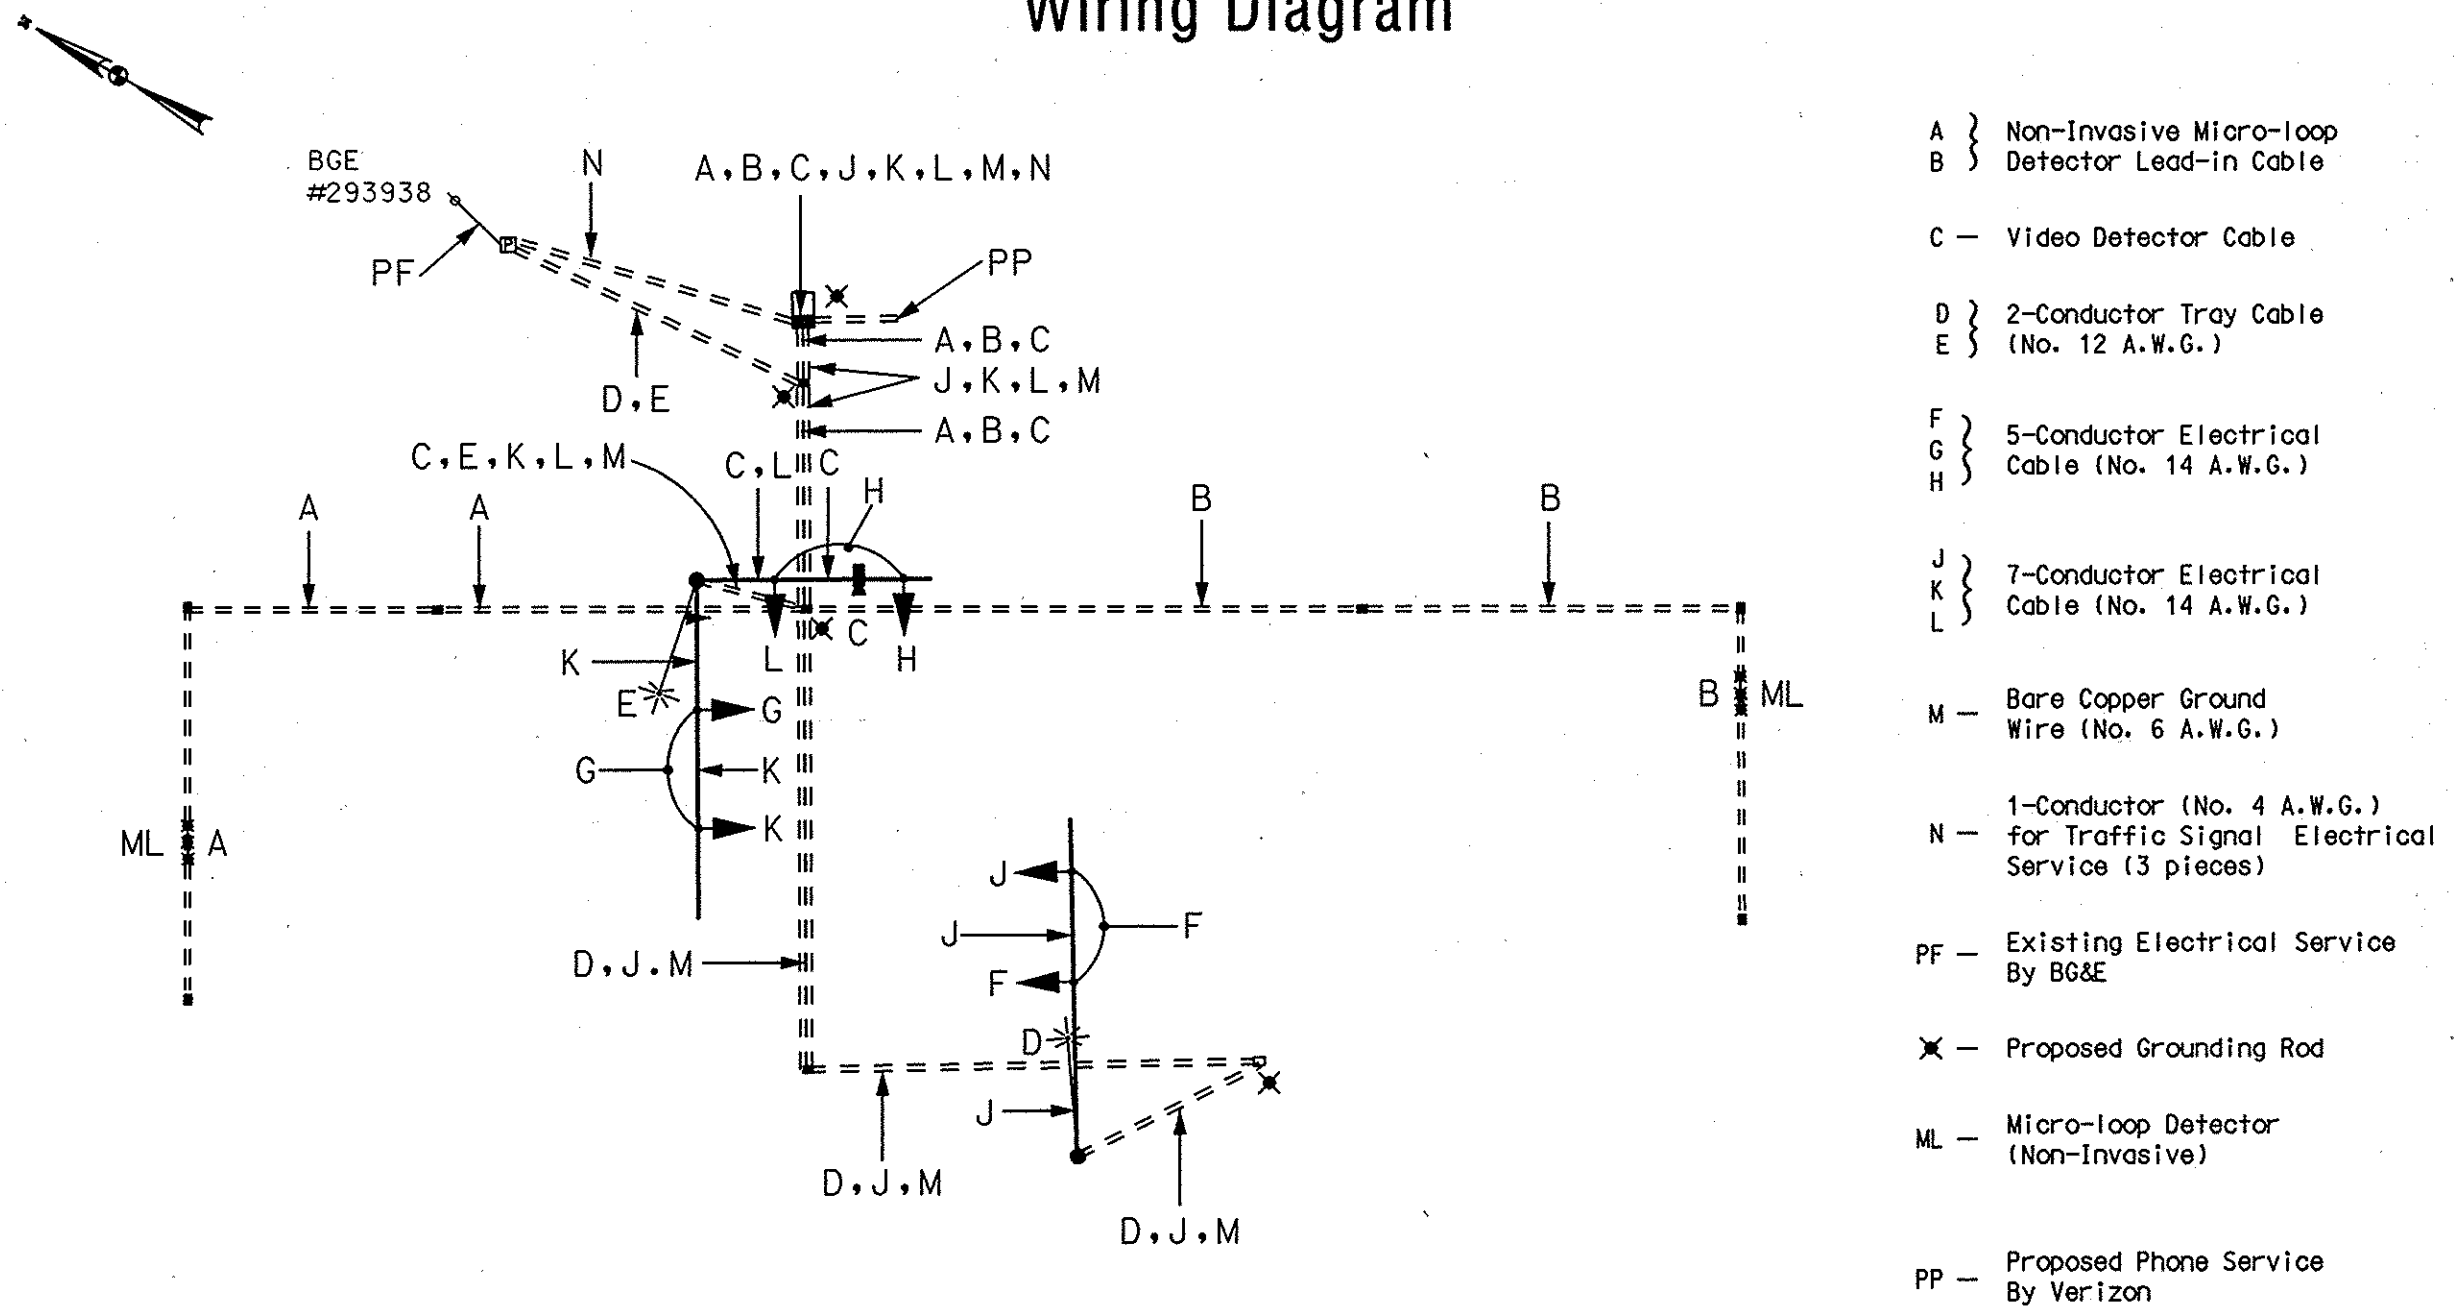 Wiring Diagram
BGE
#293938
N
A,B,C,J,K,L,M,N
PF
PP
A,B,C
D,E
J,K,L,M
A,B,C
C,E,K,L,M
C,L
C
H
A
A
B
B
K
L
C
H
E
G
B
ML
G
K
K
ML
A
J
J
F
D,J.M
F
D
J
D,J,M
D,J,M
A
B
Non-Invasive Micro-loop
Detector Lead-in Cable
C – Video Detector Cable
D
E
2-Conductor Tray Cable
(No. 12 A.W.G.)
F
G
H
5-Conductor Electrical
Cable (No. 14 A.W.G.)
J
K
L
7-Conductor Electrical
Cable (No. 14 A.W.G.)
M – Bare Copper Ground
Wire (No. 6 A.W.G.)
N – 1-Conductor (No. 4 A.W.G.)
for Traffic Signal Electrical
Service (3 pieces)
PF – Existing Electrical Service
By BG&E
– Proposed Grounding Rod
ML – Micro-loop Detector
(Non-Invasive)
PP – Proposed Phone Service
By Verizon